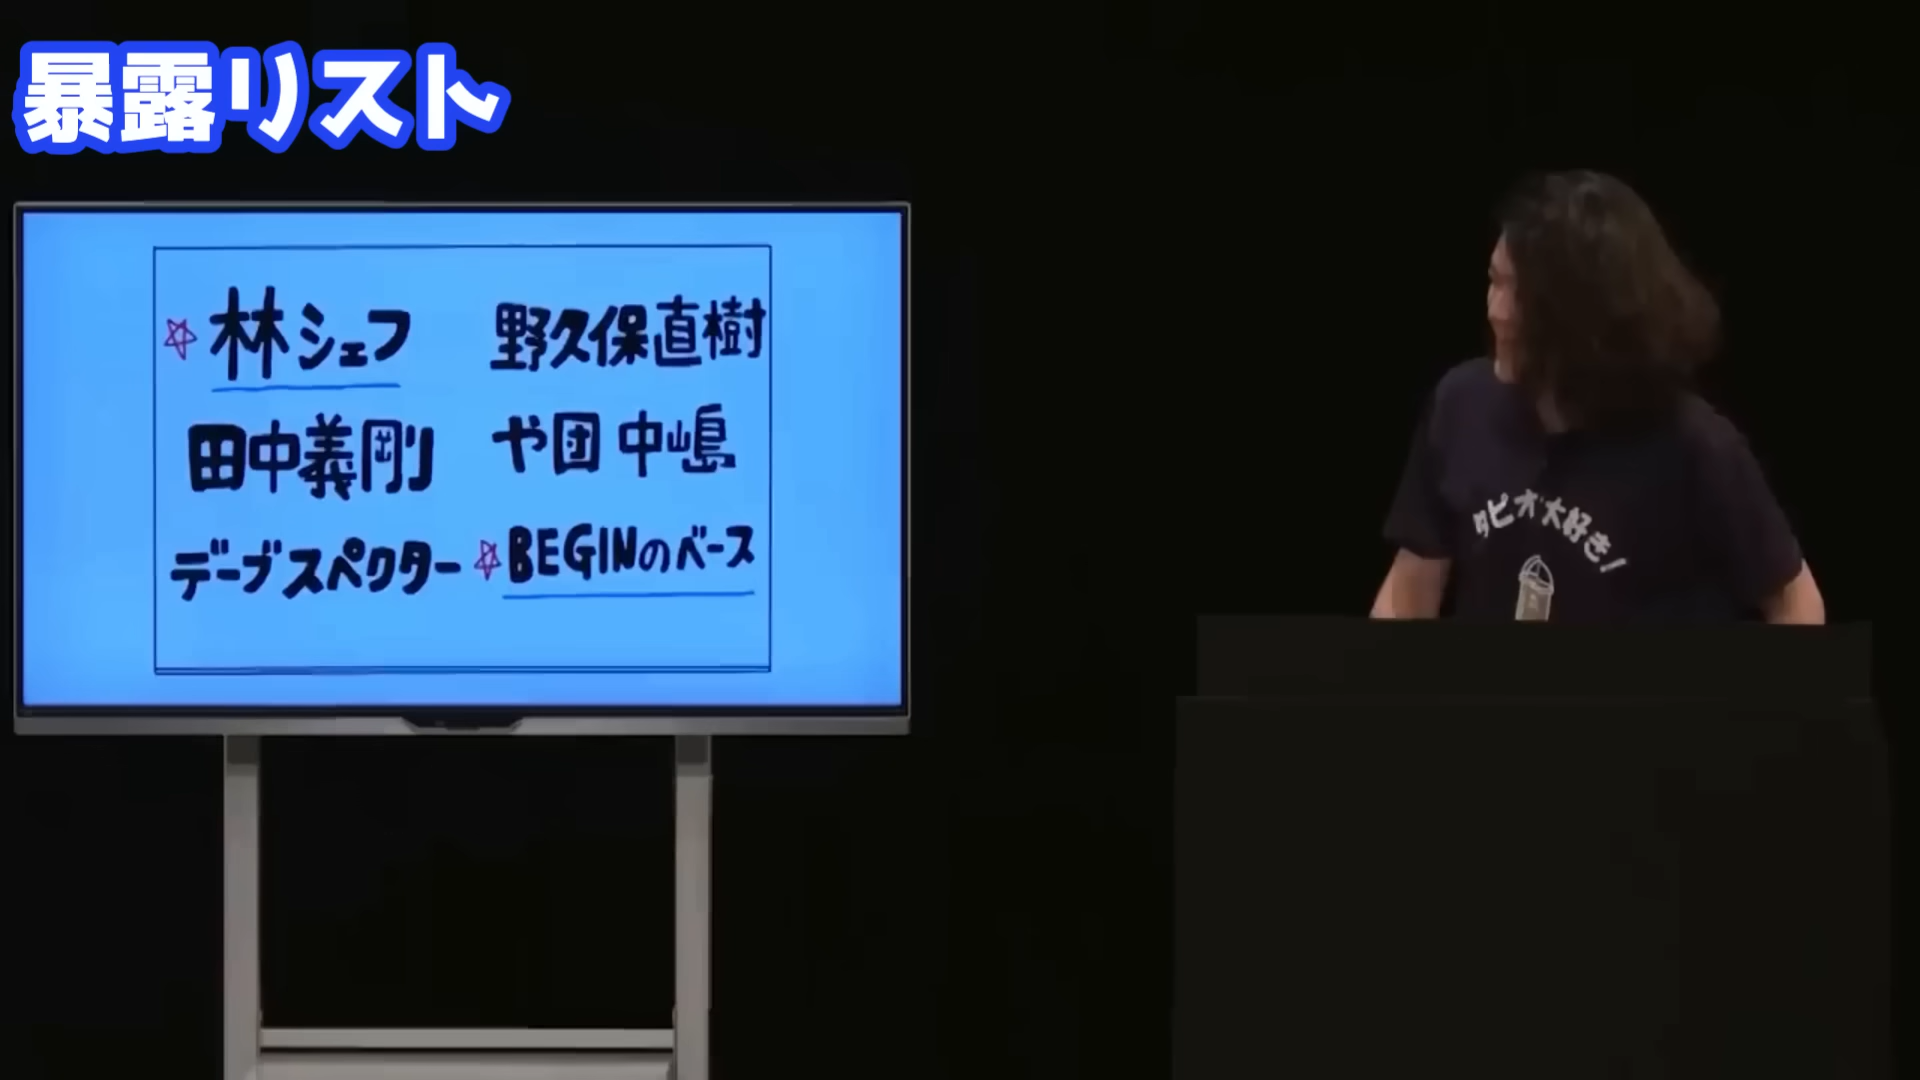 暴露リスト
☆林シェフ
野久保直樹
田中義剛
や団 中嶋
デーブスペクター
☆BEGINのベース
タピオカ大好き!